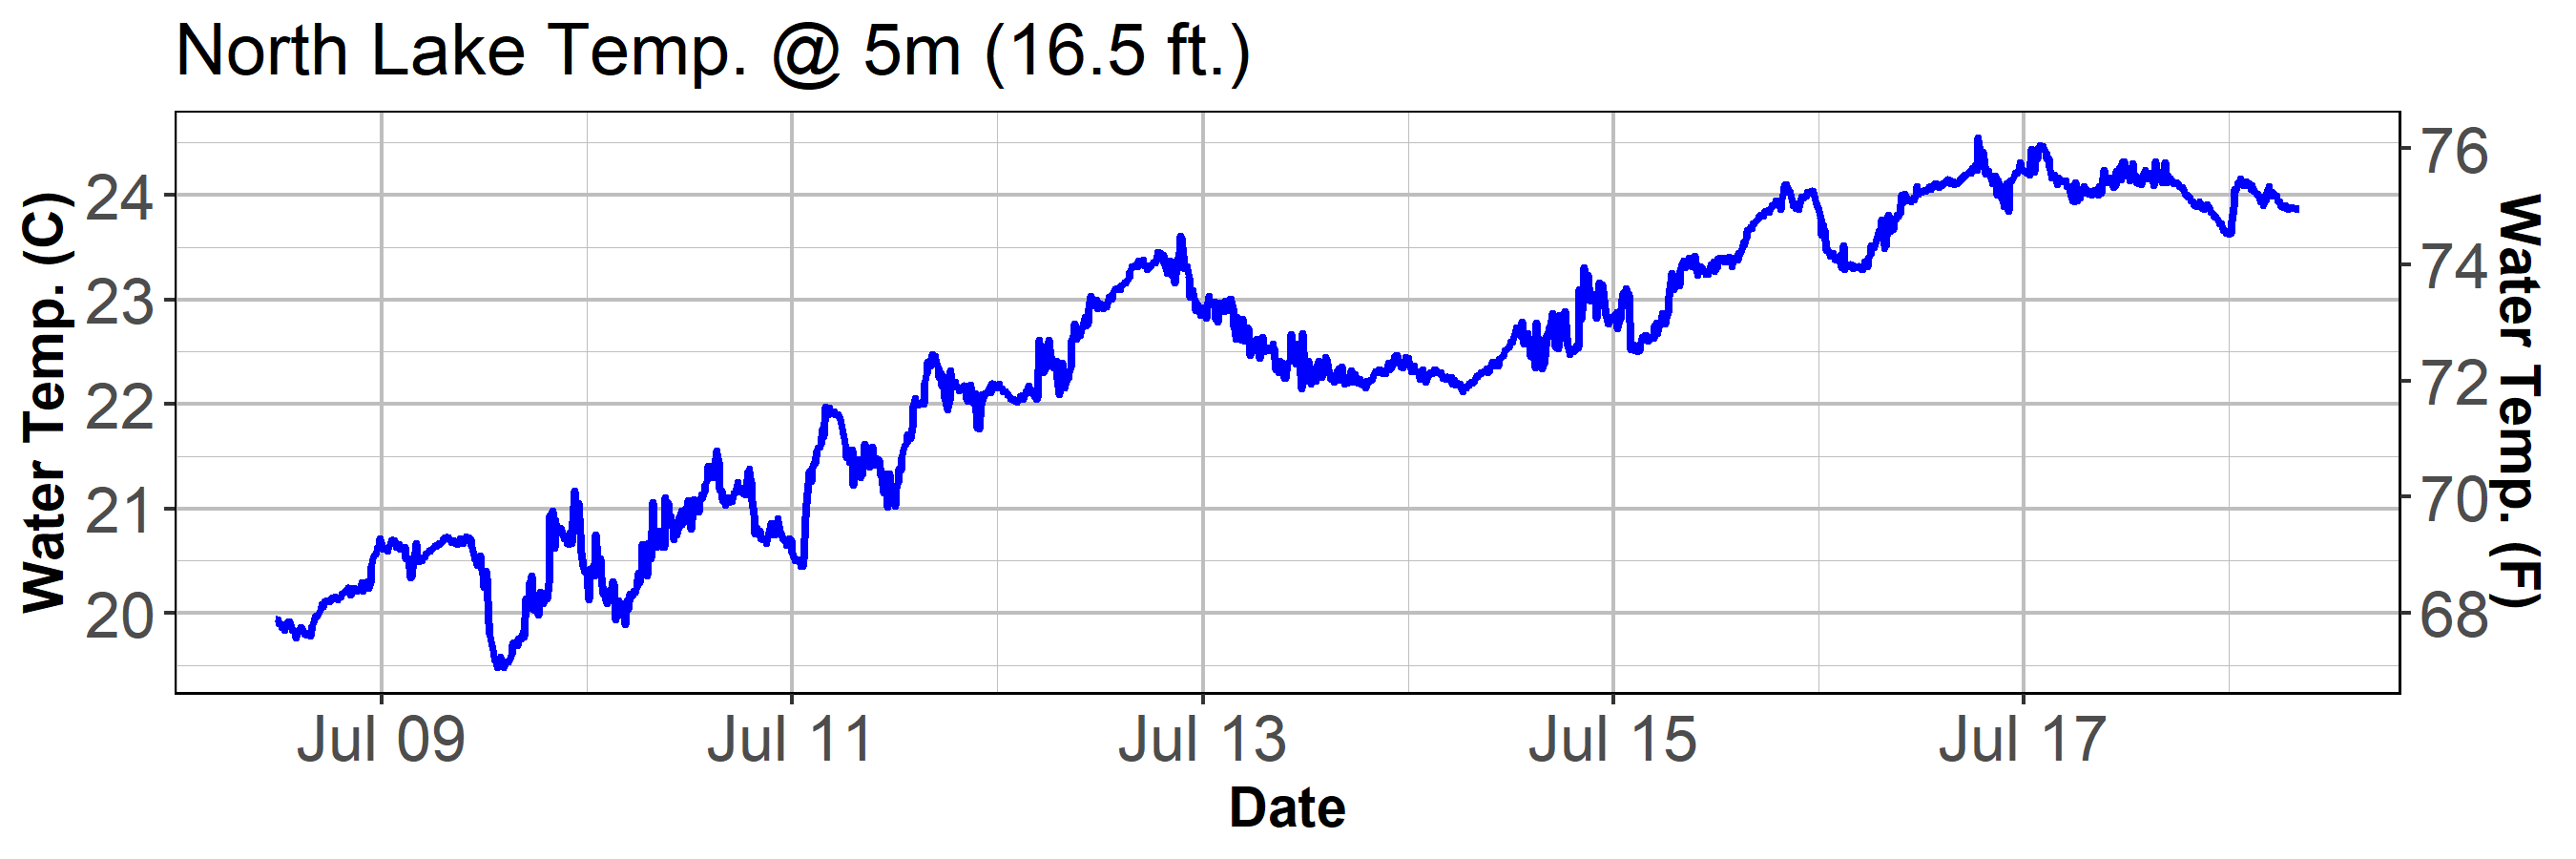 North Lake Temp. @ 5m (16.5 ft.)
Water Temp. (C)
24
23
22
21
20
76
74
72
70
68
Water Temp. (F)
Jul 09 Jul 11 Jul 13 Jul 15 Jul 17
Date